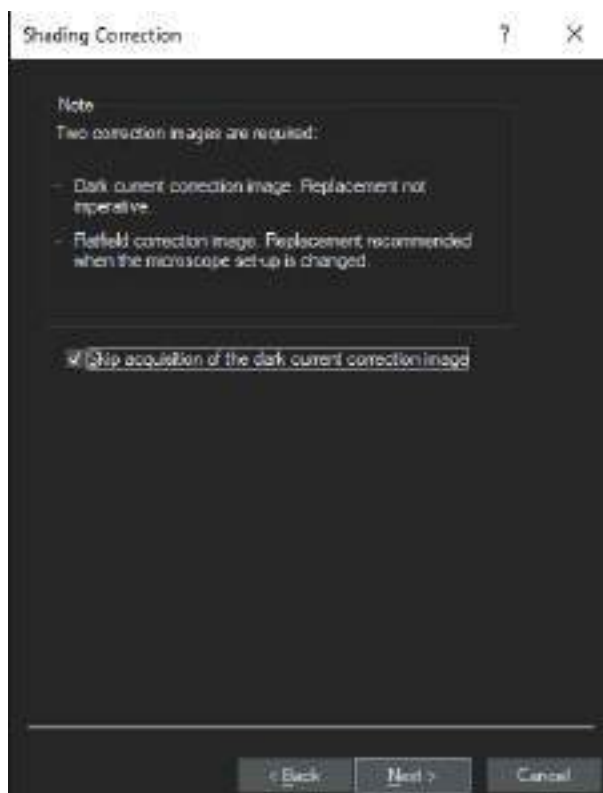 Shading Correction ? ×
Note
Two correction images are required:
- Dark current correction image. Replacement not
imperative.
- Flatfield correction image. Replacement recommended
when the microscope set-up is changed.
Skip acquisition of the dark current correction image
< Back Next > Cancel